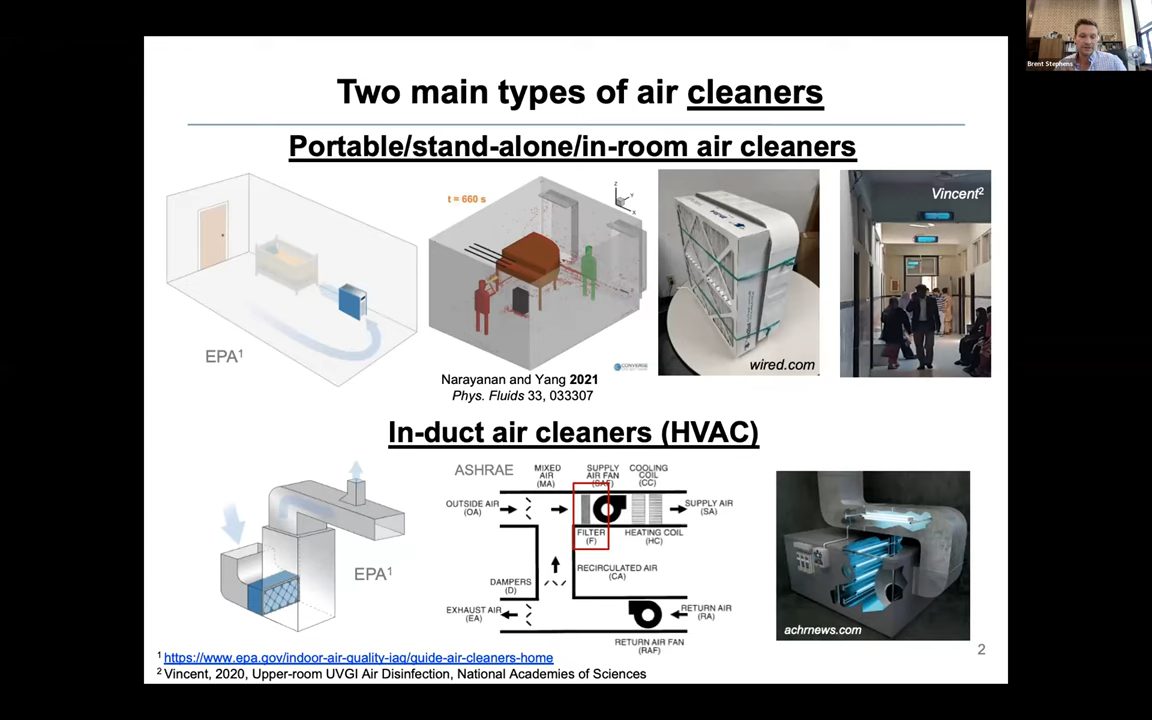 Two main types of air cleaners
Portable/stand-alone/in-room air cleaners
EPA1
t = 660 s
Z
Y
X
CONVERGE
Narayanan and Yang 2021
Phys. Fluids 33, 033307
wired.com
Vincent2
In-duct air cleaners (HVAC)
EPA1
ASHRAE
MIXED
AIR
(MA)
SUPPLY
AIR FAN
(SAF)
COOLING
COIL
(CC)
OUTSIDE AIR
(OA)
SUPPLY AIR
(SA)
FILTER
(F)
HEATING COIL
(HC)
RECIRCULATED AIR
(CA)
DAMPERS
(D)
EXHAUST AIR
(EA)
RETURN AIR
(RA)
RETURN AIR FAN
(RAF)
achrnews.com
2
1 https://www.epa.gov/indoor-air-quality-iaq/guide-air-cleaners-home
2 Vincent, 2020, Upper-room UVGI Air Disinfection, National Academies of Sciences
Brent Stephens